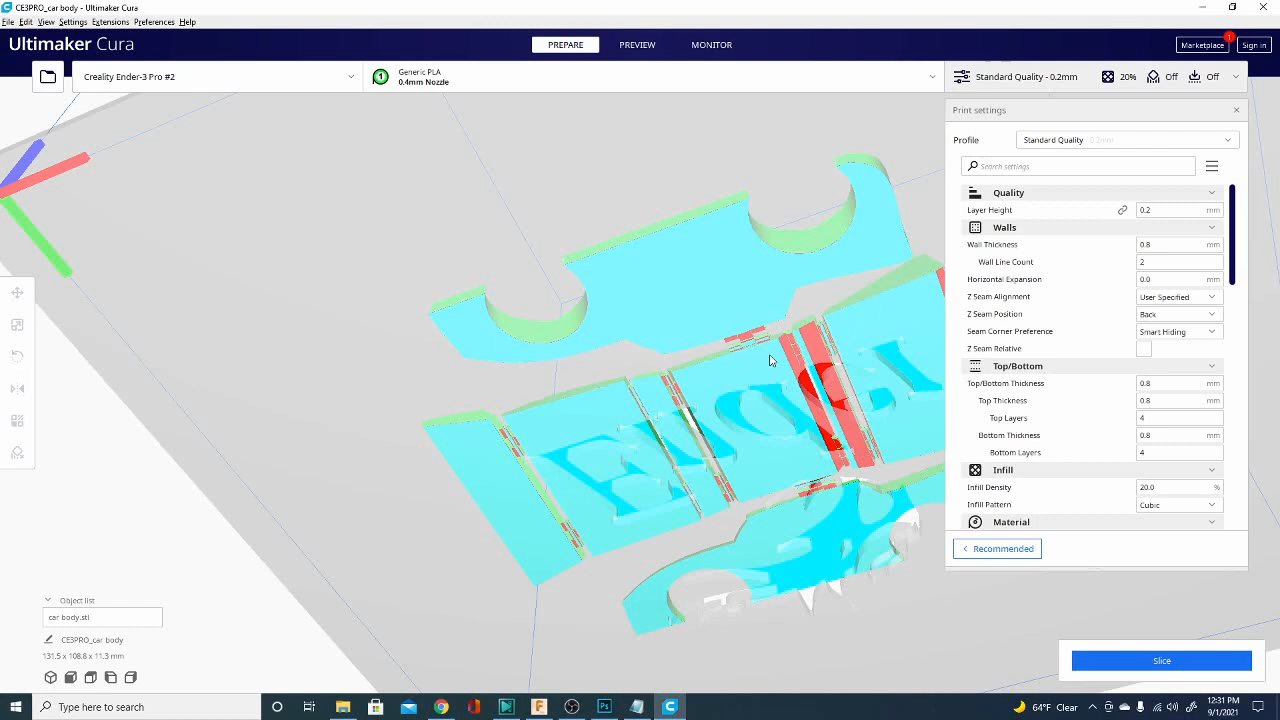 CE3PRO_car body - Ultimaker Cura
File Edit View Settings Extensions Preferences Help
Ultimaker Cura
PREPARE
PREVIEW
MONITOR
Marketplace
1
Sign in
Creality Ender-3 Pro #2
1
Generic PLA
0.4mm Nozzle
Standard Quality - 0.2mm
20%
Off
Off
Print settings
Profile
Standard Quality 0.2mm
Search settings
Quality
Layer Height 0.2 mm
Walls
Wall Thickness 0.8 mm
Wall Line Count 2
Horizontal Expansion 0.0 mm
Z Seam Alignment User Specified
Z Seam Position Back
Seam Corner Preference Smart Hiding
Z Seam Relative
Top/Bottom
Top/Bottom Thickness 0.8 mm
Top Thickness 0.8 mm
Top Layers 4
Bottom Thickness 0.8 mm
Bottom Layers 4
Infill
Infill Density 20.0 %
Infill Pattern Cubic
Material
Recommended
Object list
car body.stl
CE3PRO_car body
131.5 x 108.8 x 11.3 mm
Slice
Type here to search
64°F Clear
12:31 PM
9/1/2021